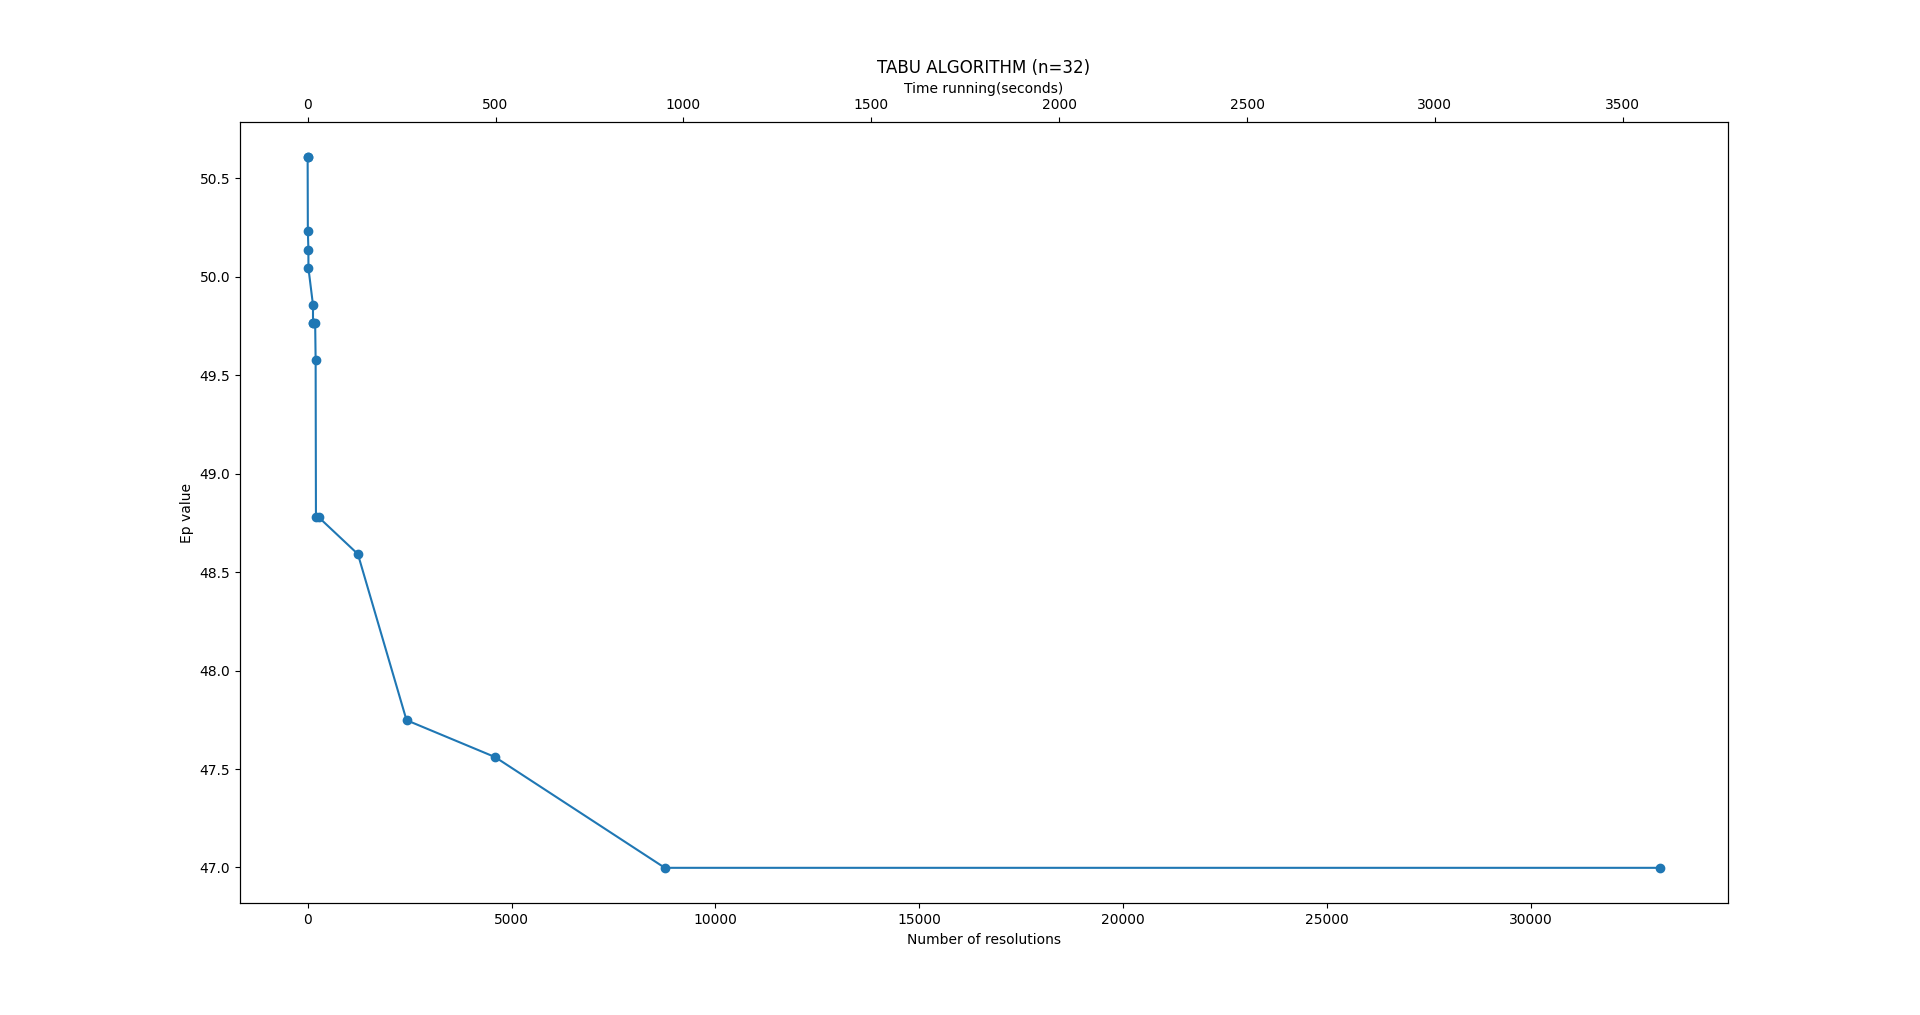 TABU ALGORITHM (n=32)
Time running(seconds)
0 500 1000 1500 2000 2500 3000 3500
50.5
50.0
49.5
49.0
48.5
48.0
47.5
47.0
Ep value
0 5000 10000 15000 20000 25000 30000
Number of resolutions